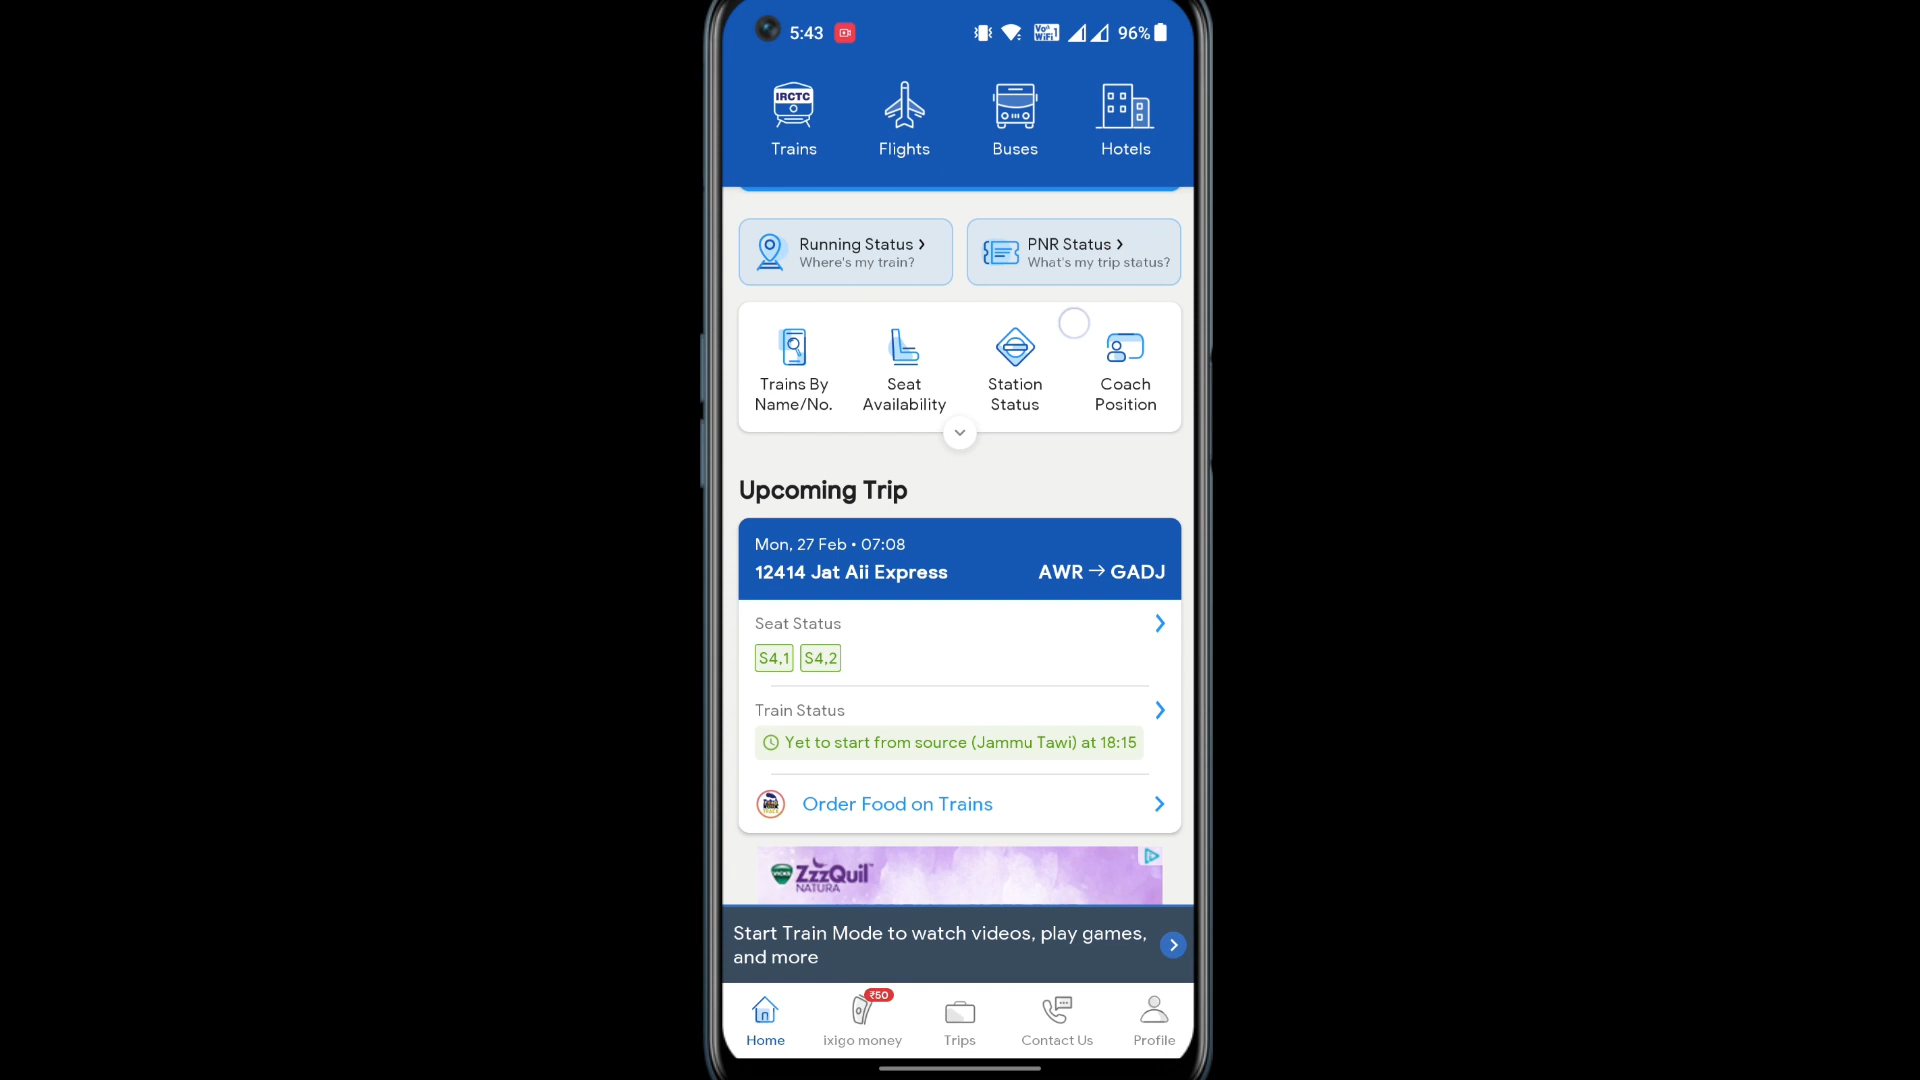 5:43
Vo
WiFi 1
96%
IRCTC
Trains
Flights
Buses
Hotels
Running Status
Where's my train?
PNR Status
What's my trip status?
Trains By
Name/No.
Seat
Availability
Station
Status
Coach
Position
Upcoming Trip
Mon, 27 Feb • 07:08
12414 Jat Aii Express
AWR → GADJ
Seat Status
S4,1 S4,2
Train Status
Yet to start from source (Jammu Tawi) at 18:15
Order Food on Trains
VICKS ZzzQuil
NATURA
Start Train Mode to watch videos, play games,
and more
₹50
Home
ixigo money
Trips
Contact Us
Profile